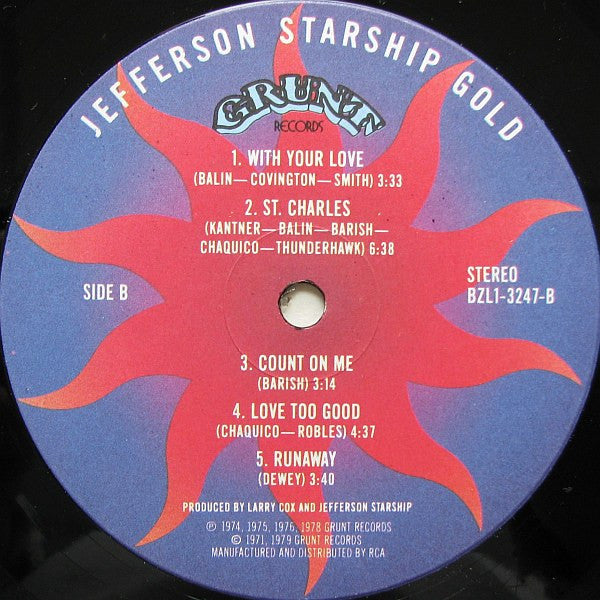 JEFFERSON STARSHIP GOLD
GRUNT
RECORDS
1. WITH YOUR LOVE
(BALIN—COVINGTON—SMITH) 3:33
2. ST. CHARLES
(KANTNER—BALIN—BARISH—
CHAQUICO—THUNDERHAWK) 6:38
SIDE B
STEREO
BZL1-3247-B
3. COUNT ON ME
(BARISH) 3:14
4. LOVE TOO GOOD
(CHAQUICO—ROBLES) 4:37
5. RUNAWAY
(DEWEY) 3:40
PRODUCED BY LARRY COX AND JEFFERSON STARSHIP
℗ 1974, 1975, 1976, 1978 GRUNT RECORDS
© 1971, 1979 GRUNT RECORDS
MANUFACTURED AND DISTRIBUTED BY RCA